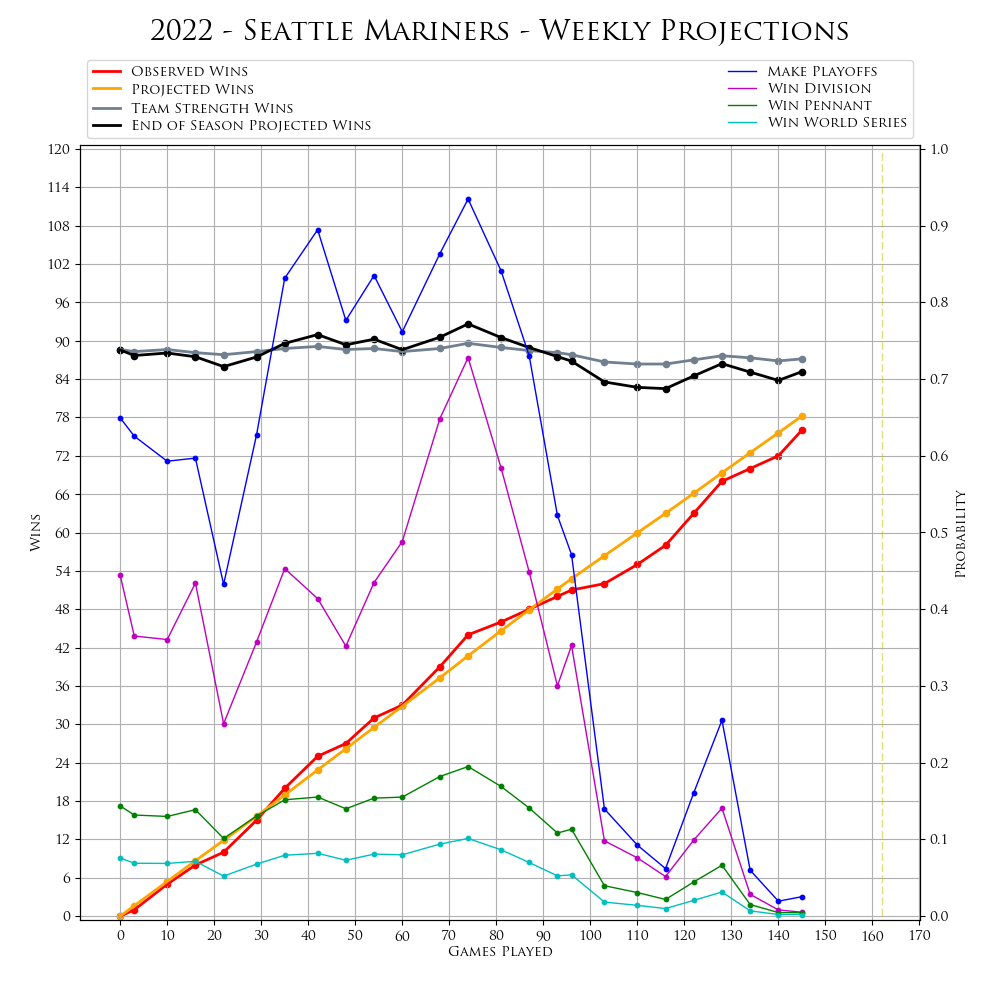 2022 - Seattle Mariners - Weekly Projections
Observed Wins
Projected Wins
Team Strength Wins
End of Season Projected Wins
Make Playoffs
Win Division
Win Pennant
Win World Series
120
114
108
102
96
90
84
78
72
66
60
54
48
42
36
30
24
18
12
6
0
Wins
1.0
0.9
0.8
0.7
0.6
0.5
0.4
0.3
0.2
0.1
0.0
Probability
0 10 20 30 40 50 60 70 80 90 100 110 120 130 140 150 160 170
Games Played